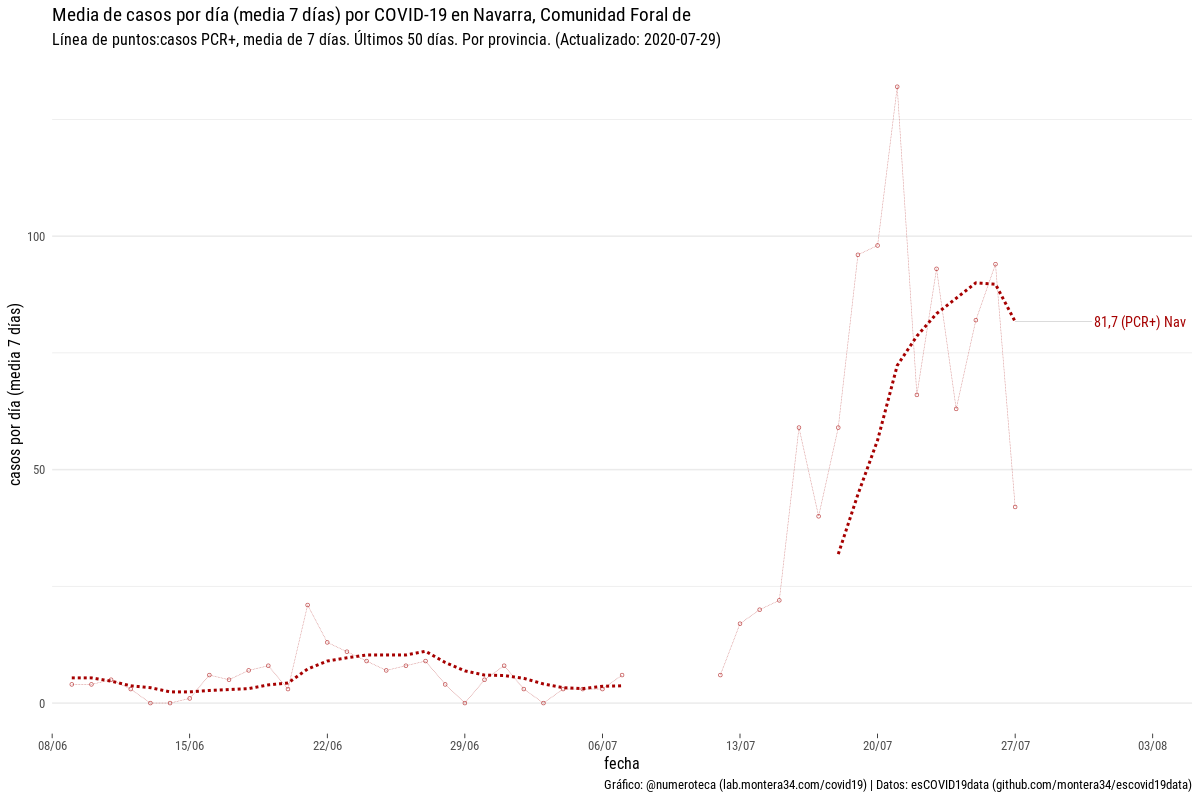 Media de casos por día (media 7 días) por COVID-19 en Navarra, Comunidad Foral de
Línea de puntos:casos PCR+, media de 7 días. Últimos 50 días. Por provincia. (Actualizado: 2020-07-29)
casos por día (media 7 días)
100
50
0
81,7 (PCR+) Nav
08/06
15/06
22/06
29/06
06/07
13/07
20/07
27/07
03/08
fecha
Gráfico: @numeroteca (lab.montera34.com/covid19) | Datos: esCOVID19data (github.com/montera34/escovid19data)